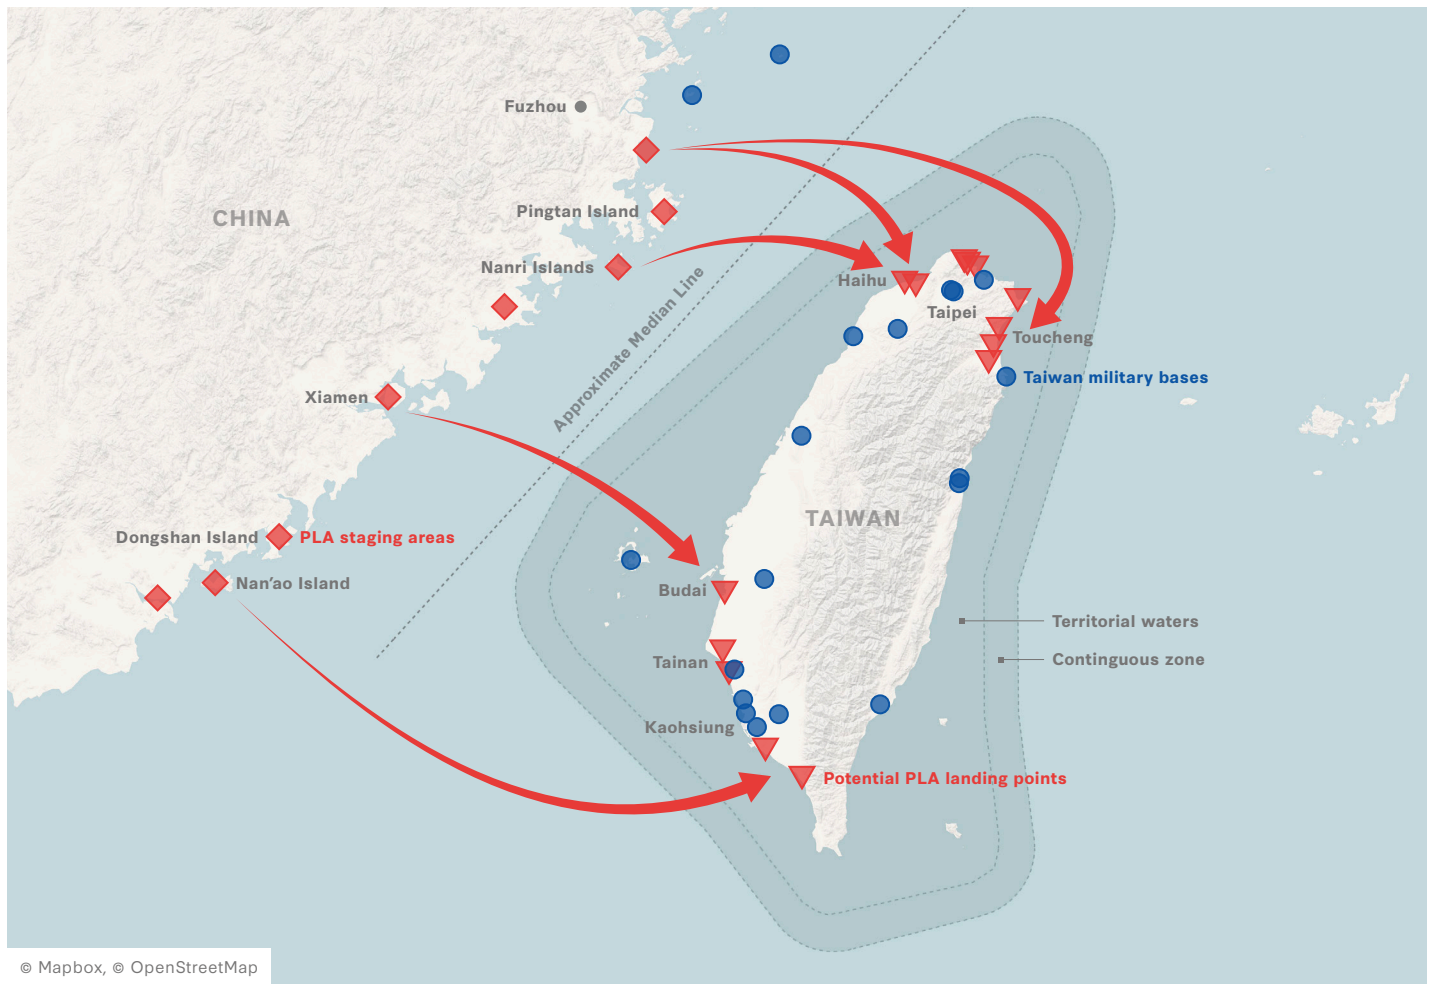 Fuzhou
CHINA
Pingtan Island
Nanri Islands
Haihu
Taipei
Approximate Median Line
Toucheng
Taiwan military bases
Xiamen
TAIWAN
Dongshan Island
PLA staging areas
Nan'ao Island
Budai
Territorial waters
Continguous zone
Tainan
Kaohsiung
Potential PLA landing points
© Mapbox, © OpenStreetMap